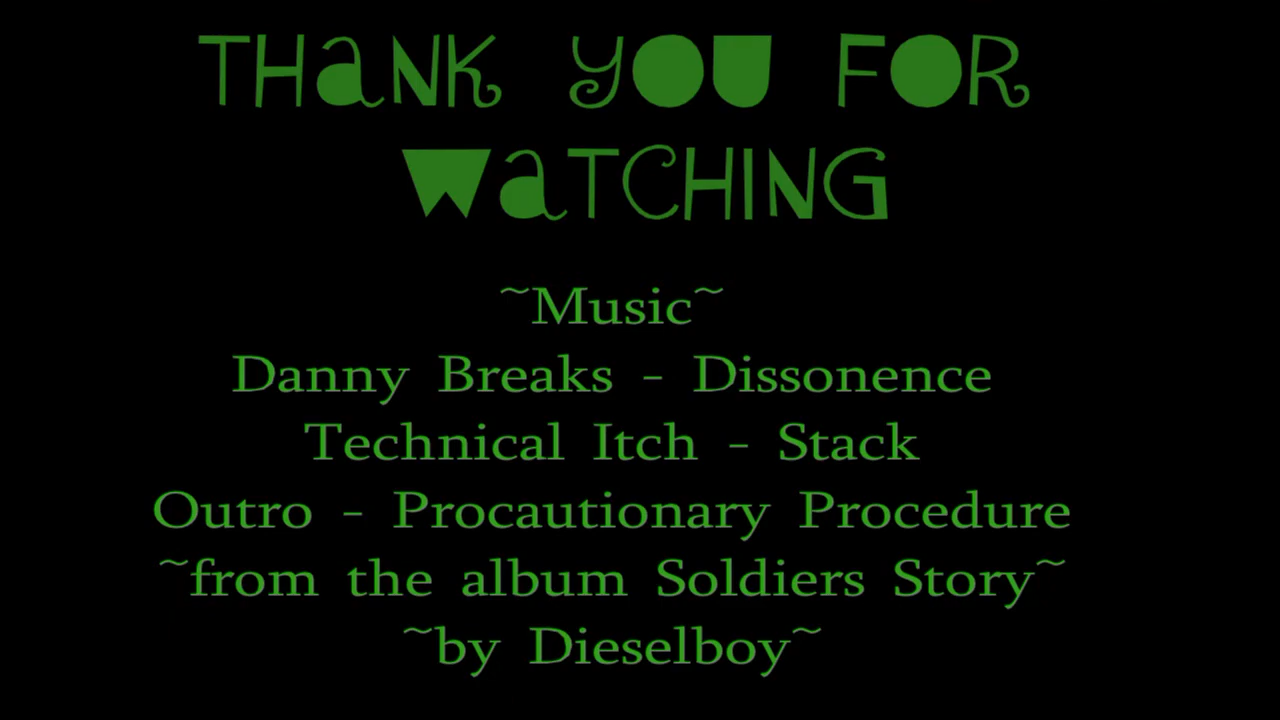 THaNK YOU FOR
WaTCHING
~Music~
Danny Breaks - Dissonence
Technical Itch - Stack
Outro - Procautionary Procedure
~from the album Soldiers Story~
~by Dieselboy~